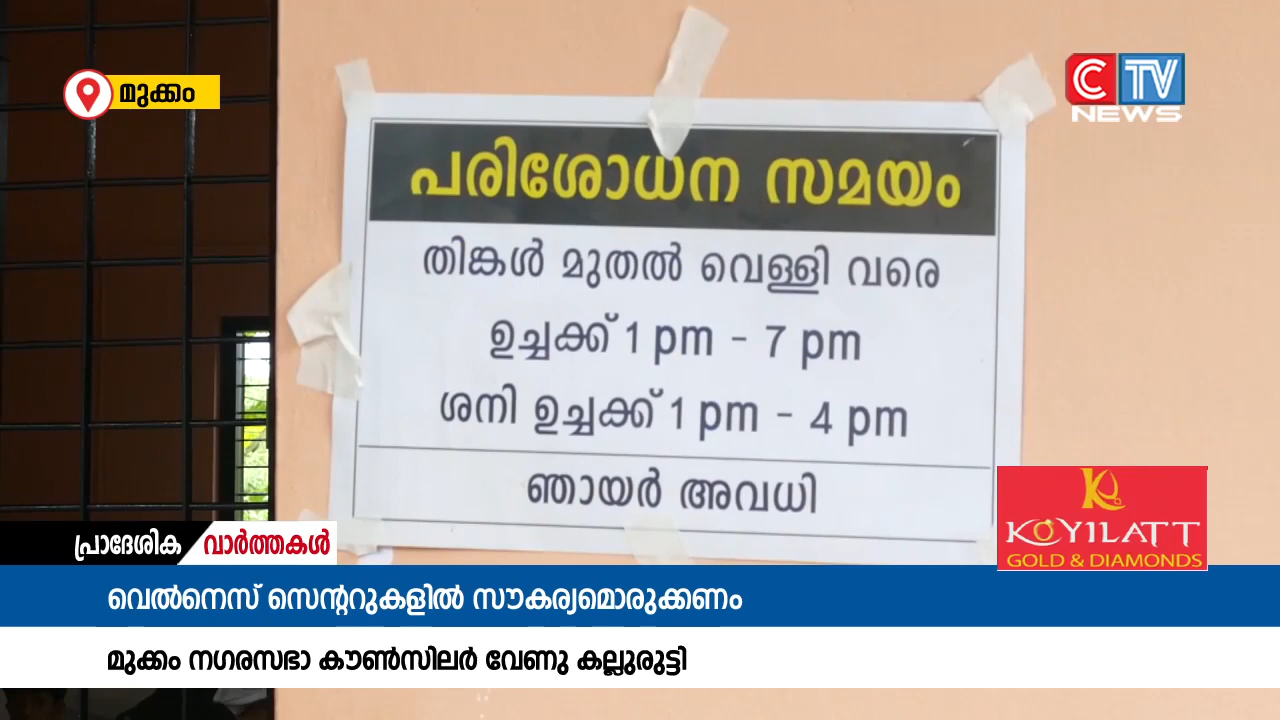 മുക്കം
C TV
NEWS
പരിശോധന സമയം
തിങ്കൾ മുതൽ വെള്ളി വരെ
ഉച്ചക്ക് 1 pm - 7 pm
ശനി ഉച്ചക്ക് 1 pm - 4 pm
ഞായർ അവധി
KOYILATT
GOLD & DIAMONDS
പ്രാദേശിക വാർത്തകൾ
വെൽനെസ് സെന്ററുകളിൽ സൗകര്യമൊരുക്കണം
മുക്കം നഗരസഭാ കൗൺസിലർ വേണു കല്ലുരുട്ടി